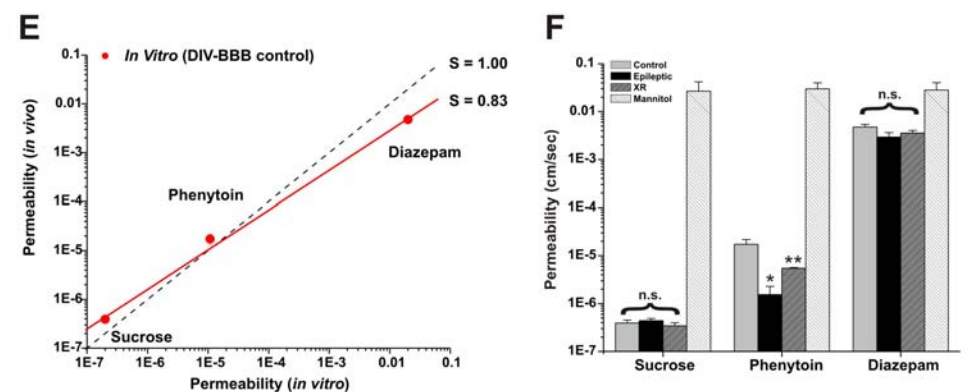 E
0.1
0.01
1E-3
1E-4
1E-5
1E-6
1E-7
Permeability (in vivo)
In Vitro (DIV-BBB control)
S = 1.00
S = 0.83
Diazepam
Phenytoin
Sucrose
1E-7 1E-6 1E-5 1E-4 1E-3 0.01 0.1
Permeability (in vitro)
F
0.1
0.01
1E-3
1E-4
1E-5
1E-6
1E-7
Permeability (cm/sec)
Control
Epileptic
XR
Mannitol
n.s.
*
**
n.s.
Sucrose Phenytoin Diazepam